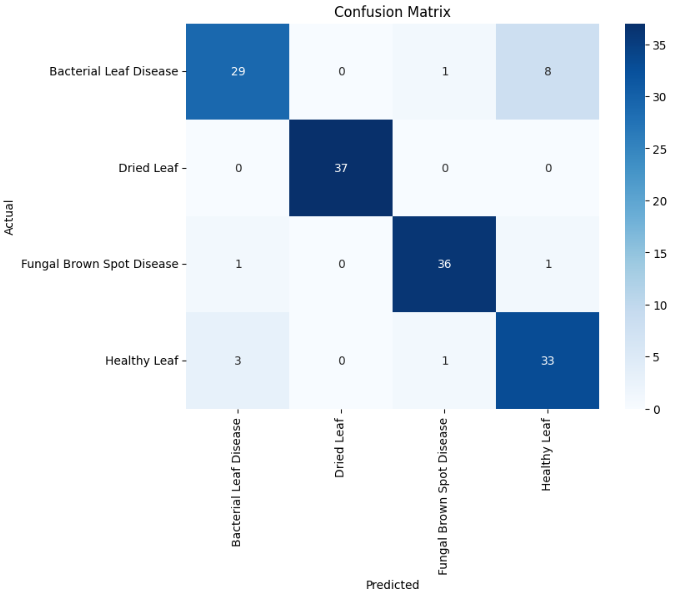 Confusion Matrix
Actual
Bacterial Leaf Disease 29 0 1 8
Dried Leaf 0 37 0 0
Fungal Brown Spot Disease 1 0 36 1
Healthy Leaf 3 0 1 33
Bacterial Leaf Disease
Dried Leaf
Fungal Brown Spot Disease
Healthy Leaf
Predicted
35
30
25
20
15
10
5
0